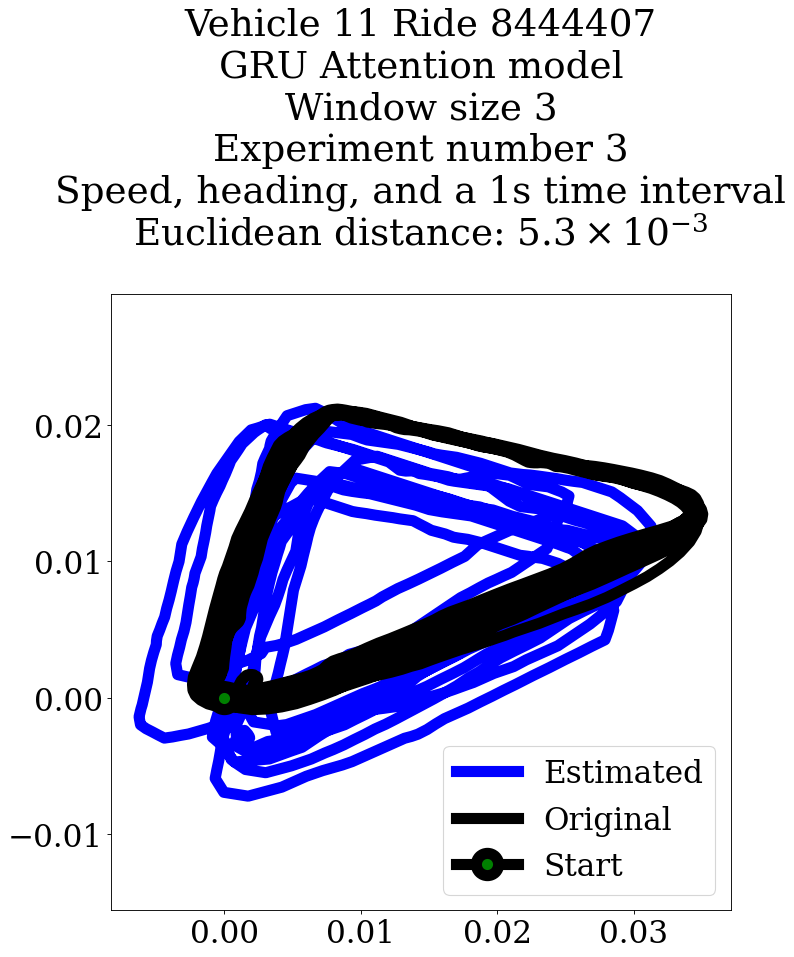 Vehicle 11 Ride 8444407
GRU Attention model
Window size 3
Experiment number 3
Speed, heading, and a 1s time interval
Euclidean distance: 5.3 × 10⁻³
0.02
0.01
0.00
−0.01
Estimated
Original
Start
0.00 0.01 0.02 0.03